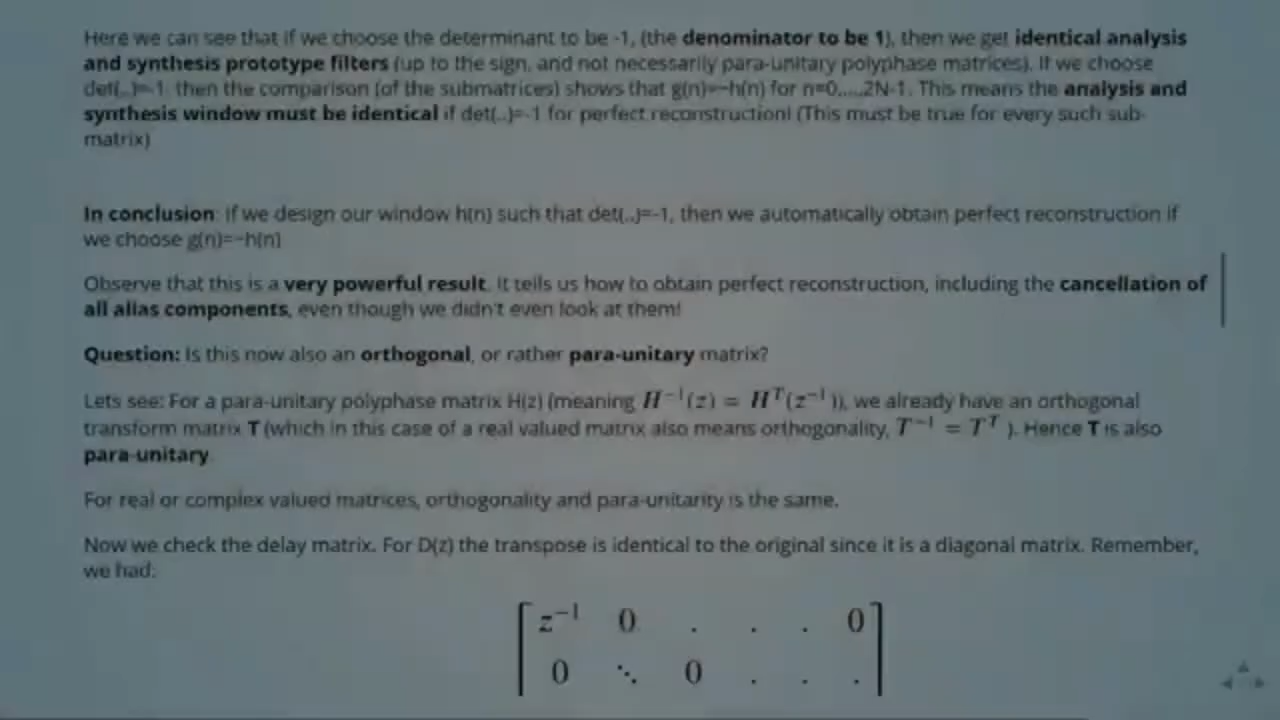 Here we can see that if we choose the determinant to be -1, (the denominator to be 1), then we get identical analysis
and synthesis prototype filters (up to the sign, and not necessarily para-unitary polyphase matrices). If we choose
det(..)=-1, then the comparison (of the submatrices) shows that g(n)=−h(n) for n=0,...,2N-1. This means the analysis and
synthesis window must be identical if det(..)=-1 for perfect reconstruction! (This must be true for every such sub-
matrix)
In conclusion: if we design our window h(n) such that det(..)=-1, then we automatically obtain perfect reconstruction if
we choose g(n)=−h(n)
Observe that this is a very powerful result. It tells us how to obtain perfect reconstruction, including the cancellation of
all alias components, even though we didn't even look at them!
Question: Is this now also an orthogonal, or rather para-unitary matrix?
Lets see: For a para-unitary polyphase matrix H(z) (meaning H⁻¹(z) = Hᵀ(z⁻¹)), we already have an orthogonal
transform matrix T (which in this case of a real valued matrix also means orthogonality, T⁻¹ = Tᵀ ). Hence T is also
para-unitary.
For real or complex valued matrices, orthogonality and para-unitarity is the same.
Now we check the delay matrix. For D(z) the transpose is identical to the original since it is a diagonal matrix. Remember,
we had:
z⁻¹ 0 . . . 0
0 ⋱ 0 . . .